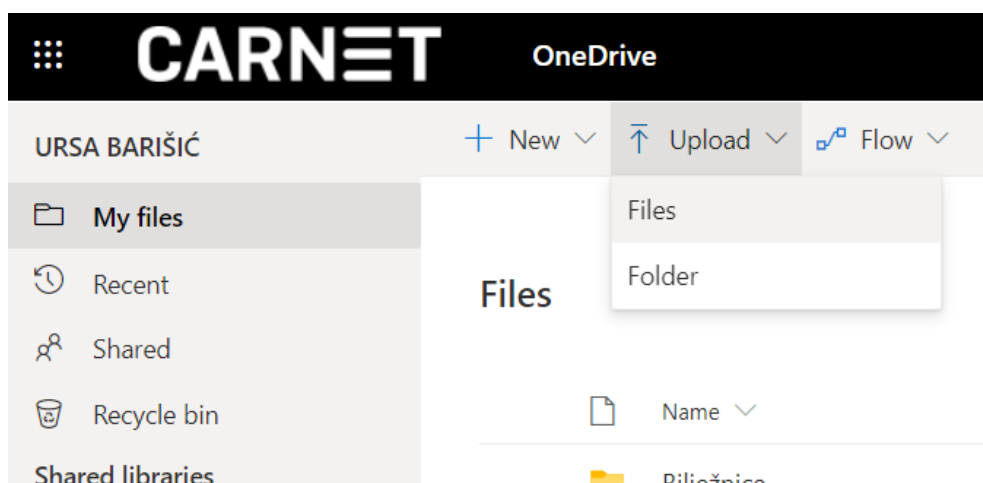 CARNET OneDrive
URSA BARIŠIĆ
New Upload Flow
My files
Files
Folder
Recent
Files
Shared
Name
Recycle bin
Shared libraries
Bilježnice